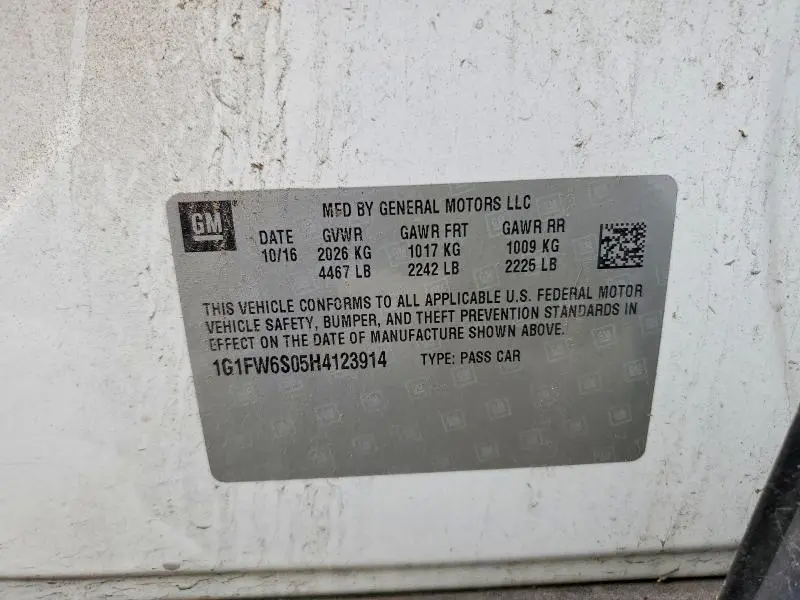 GM
MFD BY GENERAL MOTORS LLC
DATE GVWR GAWR FRT GAWR RR
10/16 2026 KG 1017 KG 1009 KG
4467 LB 2242 LB 2225 LB
THIS VEHICLE CONFORMS TO ALL APPLICABLE U.S. FEDERAL MOTOR
VEHICLE SAFETY, BUMPER, AND THEFT PREVENTION STANDARDS IN
EFFECT ON THE DATE OF MANUFACTURE SHOWN ABOVE.
1G1FW6S05H4123914 TYPE: PASS CAR